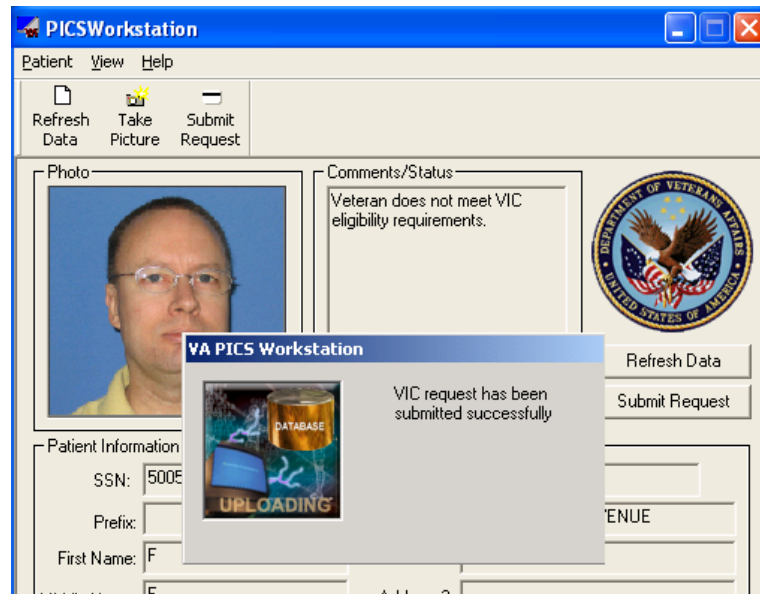 PICSWorkstation
Patient View Help
Refresh Data
Take Picture
Submit Request
Photo
Comments/Status
Veteran does not meet VIC
eligibility requirements.
DEPARTMENT OF VETERANS AFFAIRS
UNITED STATES OF AMERICA
VA PICS Workstation
VIC request has been
submitted successfully
DATABASE
UPLOADING
Refresh Data
Submit Request
Patient Information
SSN: 5005
Prefix:
ENUE
First Name: F